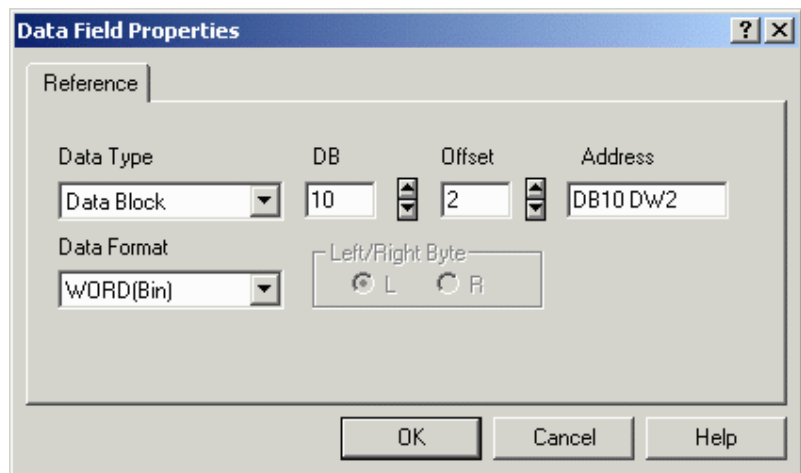 Data Field Properties
Reference
Data Type DB Offset Address
Data Block 10 2 DB10 DW2
Data Format Left/Right Byte
WORD(Bin) L R
OK Cancel Help